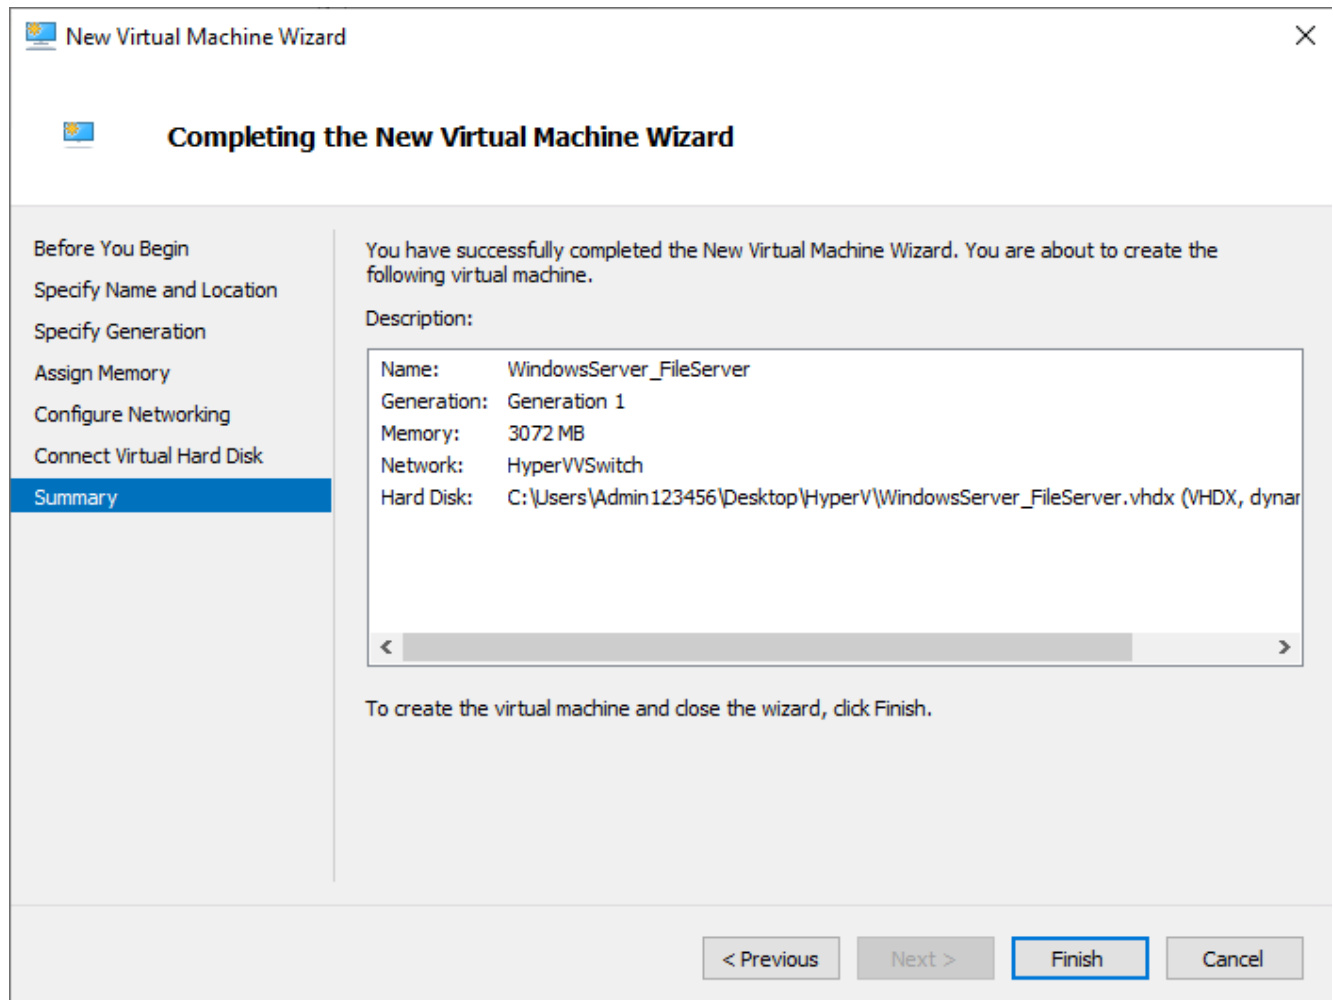 New Virtual Machine Wizard
Completing the New Virtual Machine Wizard
Before You Begin
Specify Name and Location
Specify Generation
Assign Memory
Configure Networking
Connect Virtual Hard Disk
Summary
You have successfully completed the New Virtual Machine Wizard. You are about to create the
following virtual machine.
Description:
Name: WindowsServer_FileServer
Generation: Generation 1
Memory: 3072 MB
Network: HyperVVSwitch
Hard Disk: C:\Users\Admin123456\Desktop\HyperV\WindowsServer_FileServer.vhdx (VHDX, dynar
To create the virtual machine and close the wizard, click Finish.
< Previous
Next >
Finish
Cancel